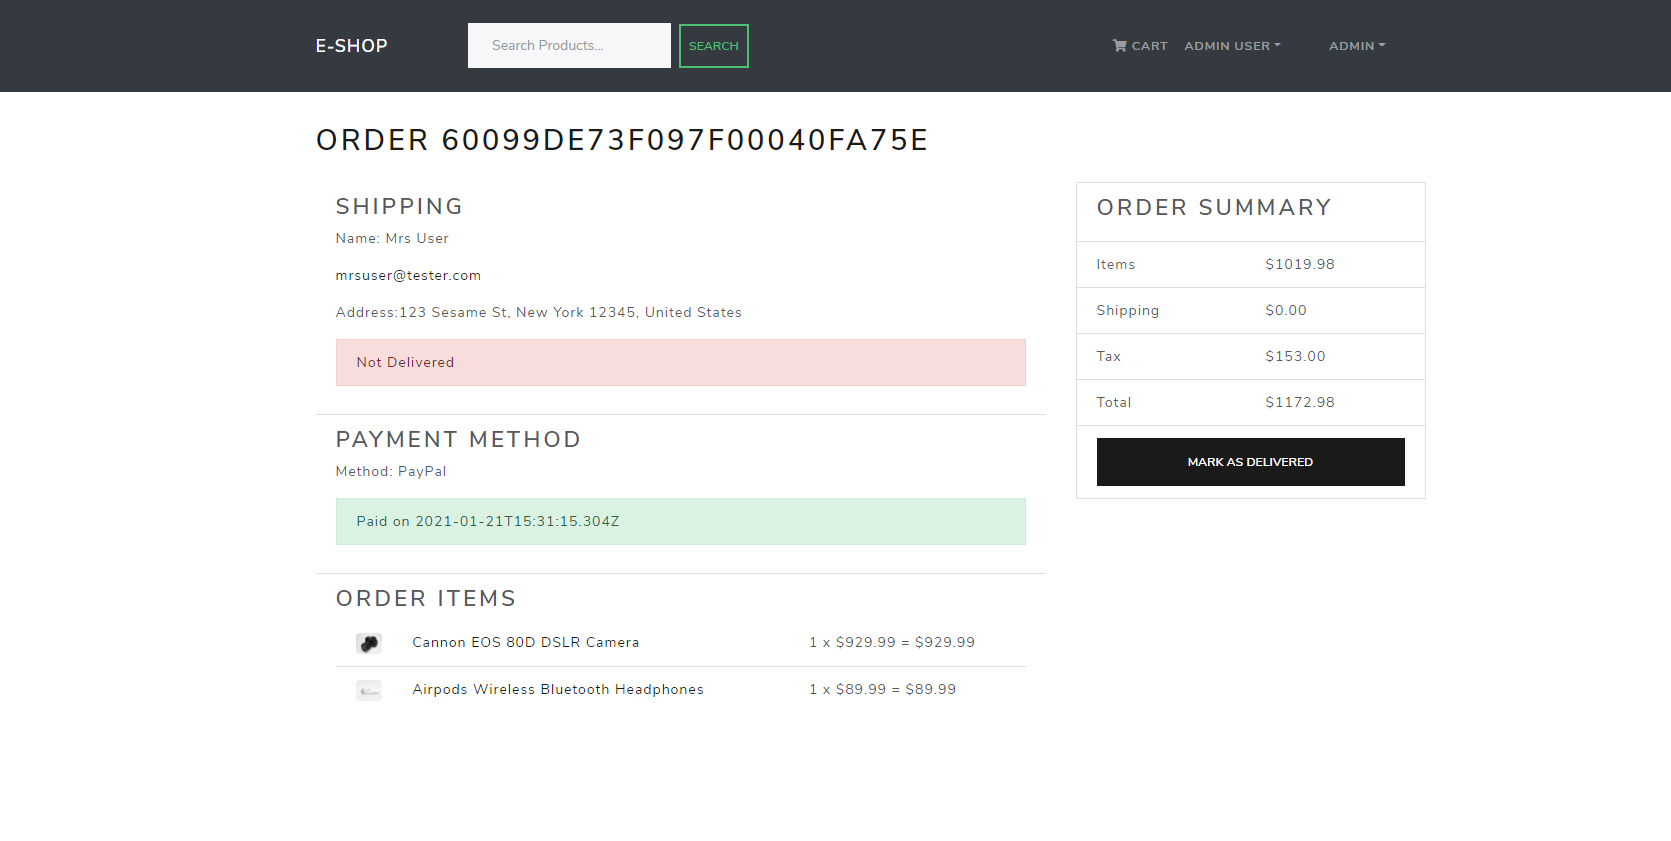 E-SHOP
Search Products...
SEARCH
CART
ADMIN USER
ADMIN
ORDER 60099DE73F097F00040FA75E
SHIPPING
Name: Mrs User
mrsuser@tester.com
Address:123 Sesame St, New York 12345, United States
Not Delivered
PAYMENT METHOD
Method: PayPal
Paid on 2021-01-21T15:31:15.304Z
ORDER ITEMS
Cannon EOS 80D DSLR Camera 1 x $929.99 = $929.99
Airpods Wireless Bluetooth Headphones 1 x $89.99 = $89.99
ORDER SUMMARY
Items $1019.98
Shipping $0.00
Tax $153.00
Total $1172.98
MARK AS DELIVERED